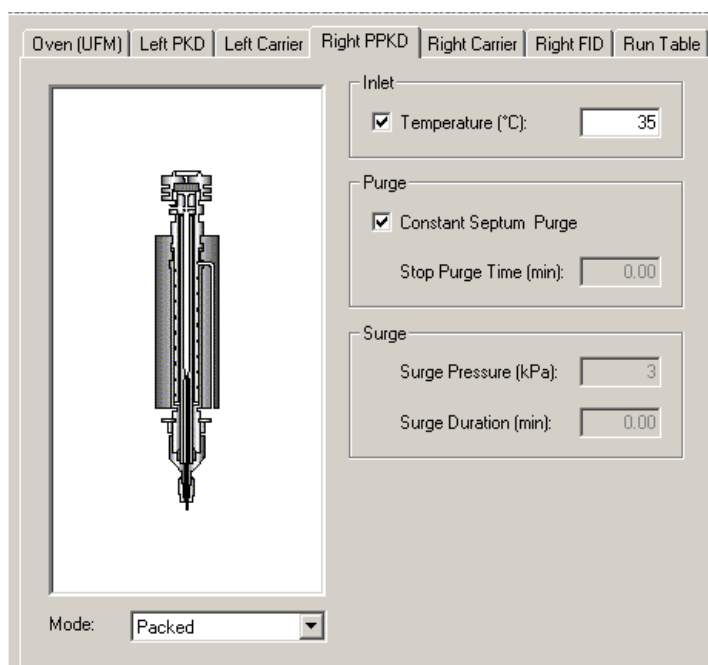 Oven (UFM) Left PKD Left Carrier Right PPKD Right Carrier Right FID Run Table
Inlet
Temperature (°C): 35
Purge
Constant Septum Purge
Stop Purge Time (min): 0.00
Surge
Surge Pressure (kPa): 3
Surge Duration (min): 0.00
Mode: Packed